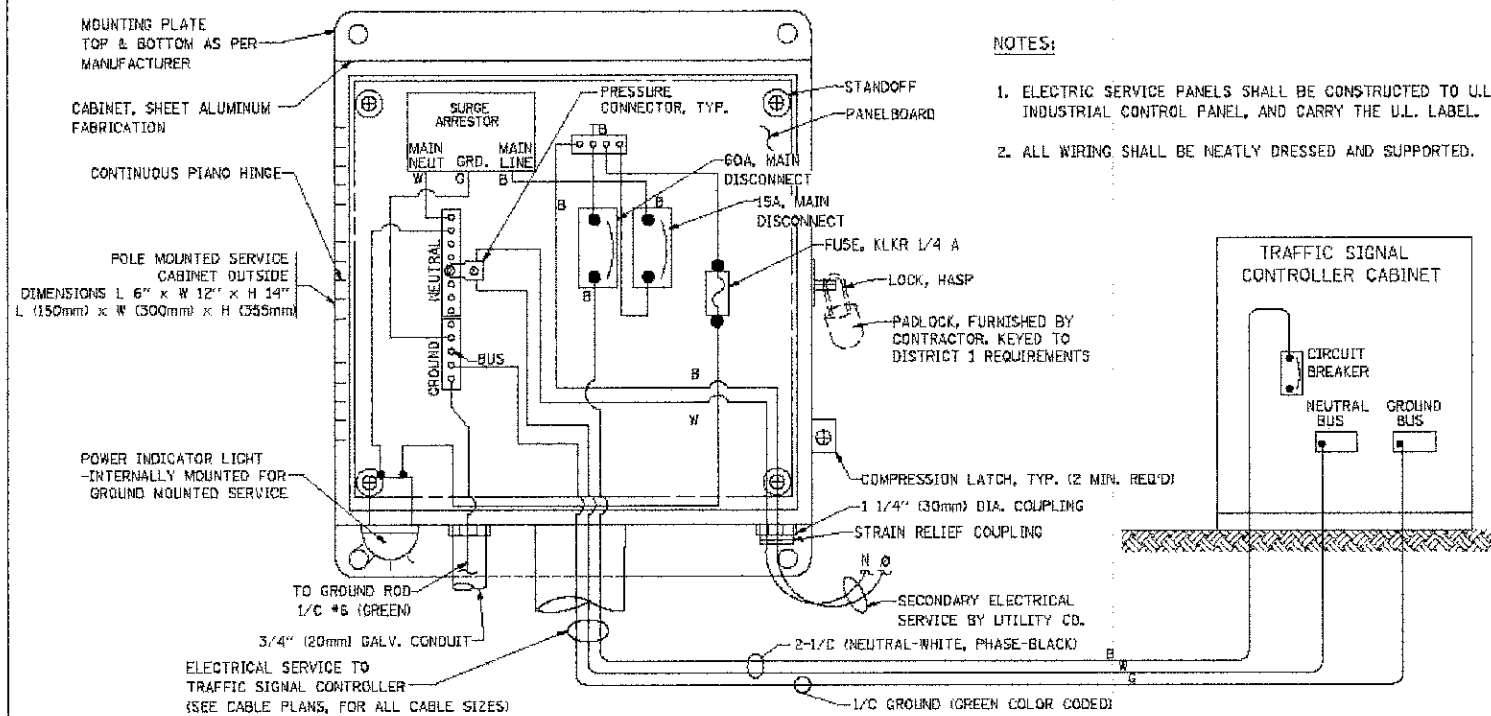 MOUNTING PLATE
TOP & BOTTOM AS PER
MANUFACTURER
CABINET, SHEET ALUMINUM
FABRICATION
CONTINUOUS PIANO HINGE
POLE MOUNTED SERVICE
CABINET OUTSIDE
DIMENSIONS L 6" x W 12" x H 14"
L (150mm) x W (300mm) x H (355mm)
POWER INDICATOR LIGHT
-INTERNALLY MOUNTED FOR
GROUND MOUNTED SERVICE
SURGE
ARRESTOR
MAIN
NEUT
GRD.
MAIN
LINE
W
G
B
PRESSURE
CONNECTOR, TYP.
TB
STANDOFF
PANELBOARD
60A, MAIN
DISCONNECT
B
B
15A, MAIN
DISCONNECT
B
FUSE, KLKR 1/4 A
NEUTRAL
GROUND
BUS
LOCK, HASP
PADLOCK, FURNISHED BY
CONTRACTOR. KEYED TO
DISTRICT 1 REQUIREMENTS
B
W
COMPRESSION LATCH, TYP. (2 MIN. REQ'D)
1 1/4" (30mm) DIA. COUPLING
STRAIN RELIEF COUPLING
N Ø
SECONDARY ELECTRICAL
SERVICE BY UTILITY CO.
TO GROUND ROD
1/C #6 (GREEN)
3/4" (20mm) GALV. CONDUIT
ELECTRICAL SERVICE TO
TRAFFIC SIGNAL CONTROLLER
(SEE CABLE PLANS, FOR ALL CABLE SIZES)
2-1/C (NEUTRAL-WHITE, PHASE-BLACK)
1/C GROUND (GREEN COLOR CODED)
B
W
G
NOTES:
1. ELECTRIC SERVICE PANELS SHALL BE CONSTRUCTED TO U.L
INDUSTRIAL CONTROL PANEL, AND CARRY THE U.L. LABEL.
2. ALL WIRING SHALL BE NEATLY DRESSED AND SUPPORTED.
TRAFFIC SIGNAL
CONTROLLER CABINET
CIRCUIT
BREAKER
NEUTRAL
BUS
GROUND
BUS